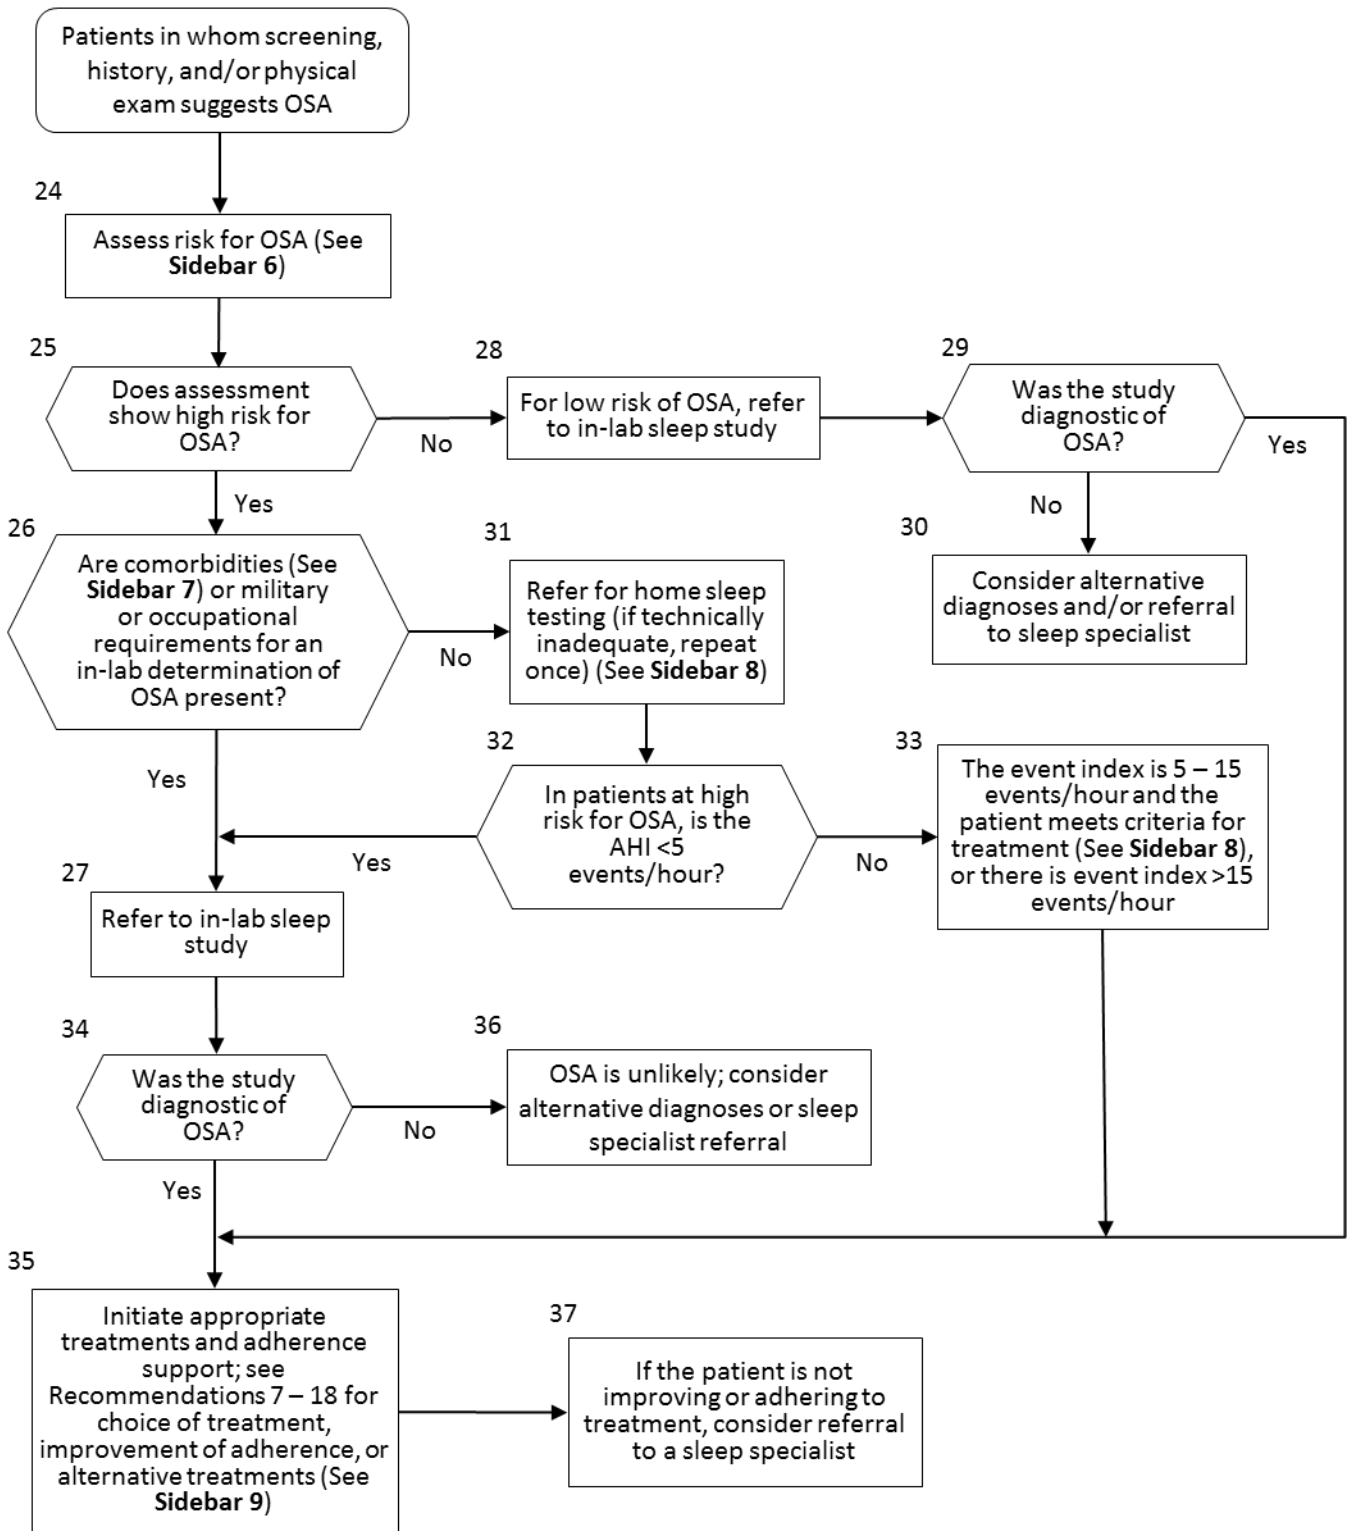 Patients in whom screening,
history, and/or physical
exam suggests OSA
24
Assess risk for OSA (See
Sidebar 6)
25
Does assessment
show high risk for
OSA?
No
Yes
28
For low risk of OSA, refer
to in-lab sleep study
29
Was the study
diagnostic of
OSA?
Yes
No
30
Consider alternative
diagnoses and/or referral
to sleep specialist
26
Are comorbidities (See
Sidebar 7) or military
or occupational
requirements for an
in-lab determination of
OSA present?
No
Yes
31
Refer for home sleep
testing (if technically
inadequate, repeat
once) (See Sidebar 8)
32
In patients at high
risk for OSA, is the
AHI <5
events/hour?
Yes
No
33
The event index is 5 – 15
events/hour and the
patient meets criteria for
treatment (See Sidebar 8),
or there is event index >15
events/hour
27
Refer to in-lab sleep
study
34
Was the study
diagnostic of
OSA?
No
Yes
36
OSA is unlikely; consider
alternative diagnoses or sleep
specialist referral
35
Initiate appropriate
treatments and adherence
support; see
Recommendations 7 – 18 for
choice of treatment,
improvement of adherence, or
alternative treatments (See
Sidebar 9)
37
If the patient is not
improving or adhering to
treatment, consider referral
to a sleep specialist